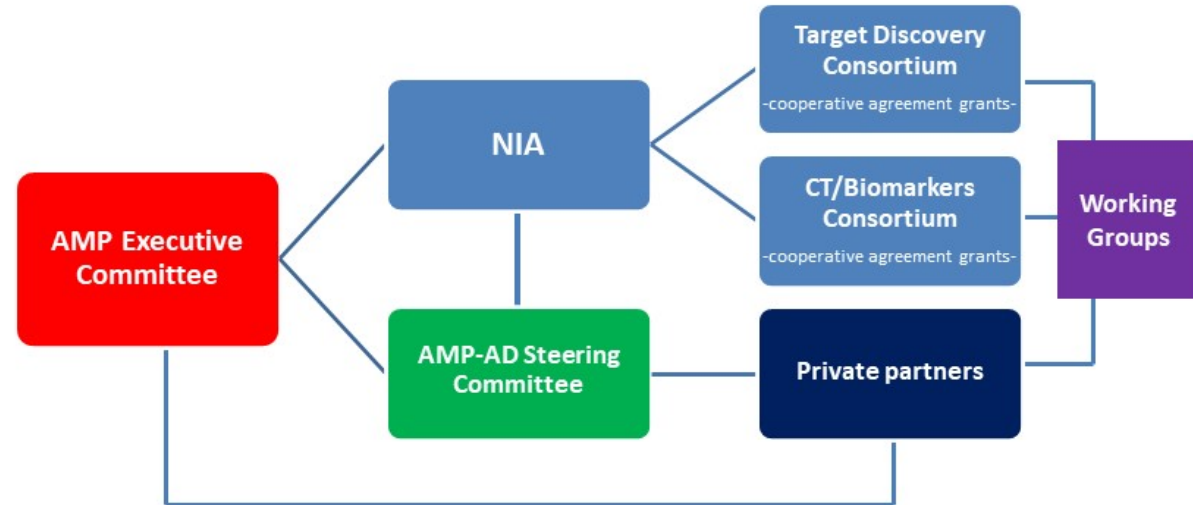 Target Discovery
Consortium
-cooperative agreement grants-
NIA
CT/Biomarkers
Consortium
-cooperative agreement grants-
Working
Groups
AMP Executive
Committee
AMP-AD Steering
Committee
Private partners